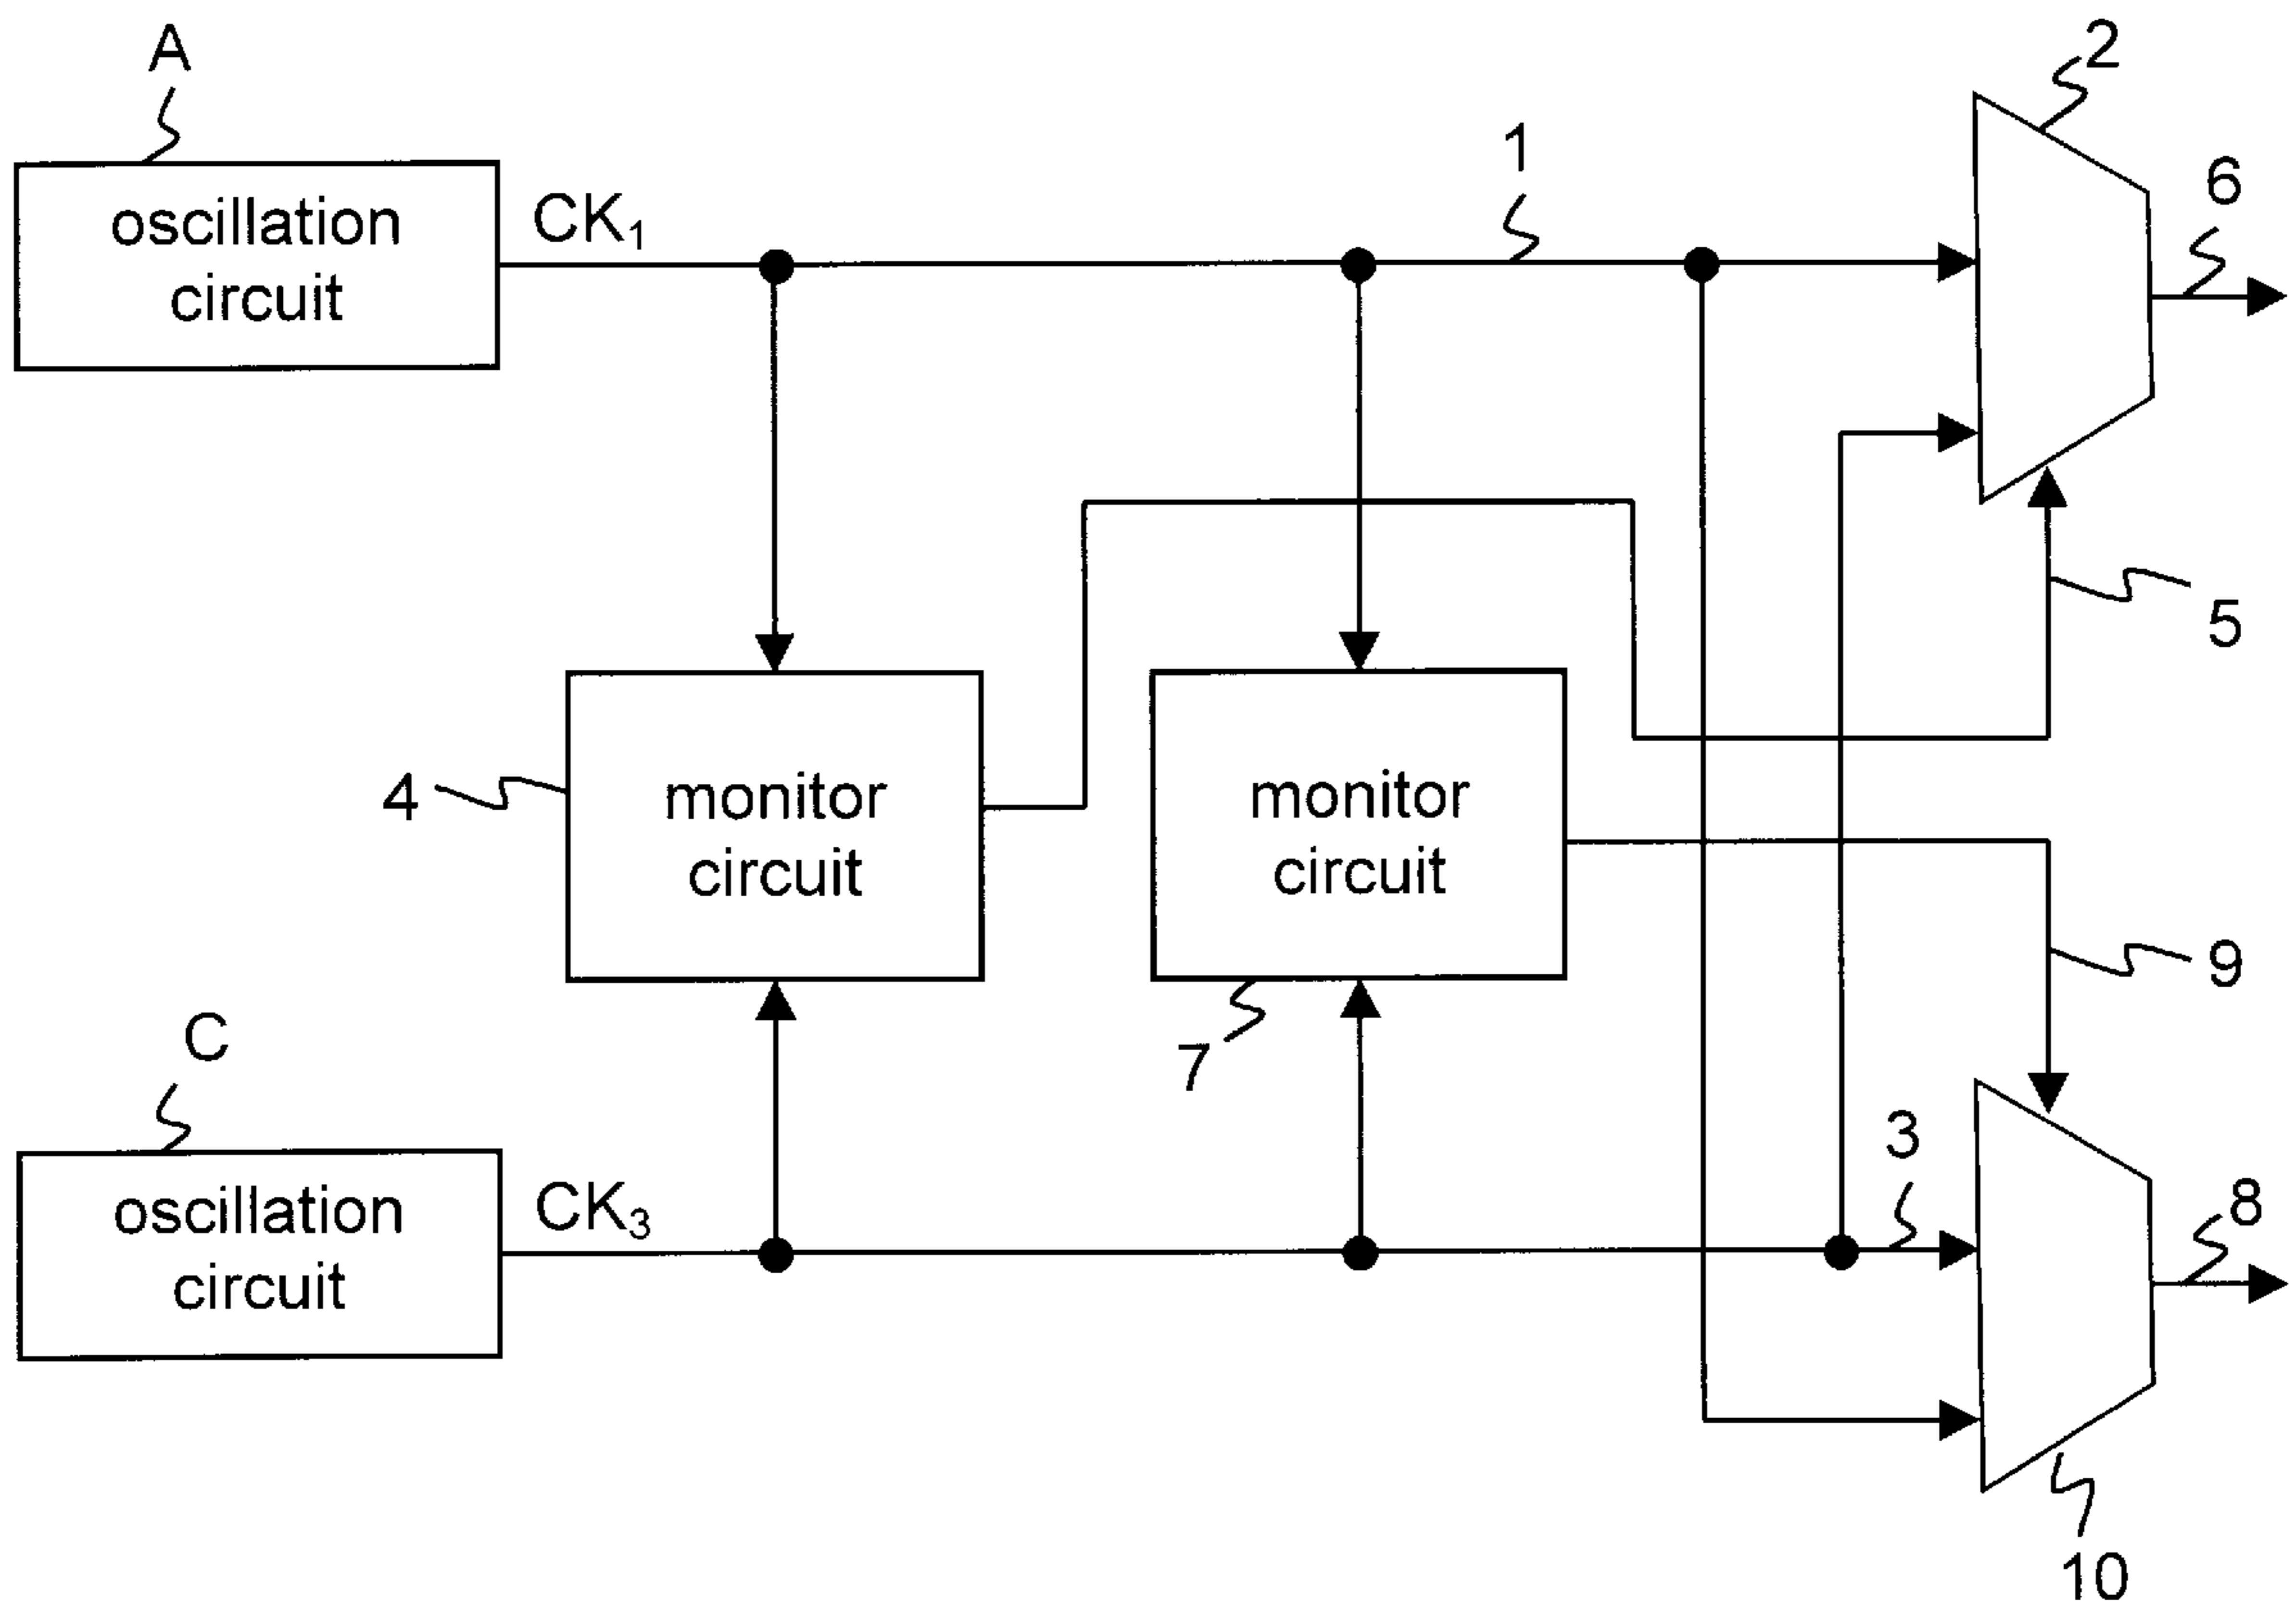 A
2
1
6
oscillation
circuit
CK₁
5
4
monitor
circuit
monitor
circuit
9
C
7
3
8
oscillation
circuit
CK₃
10